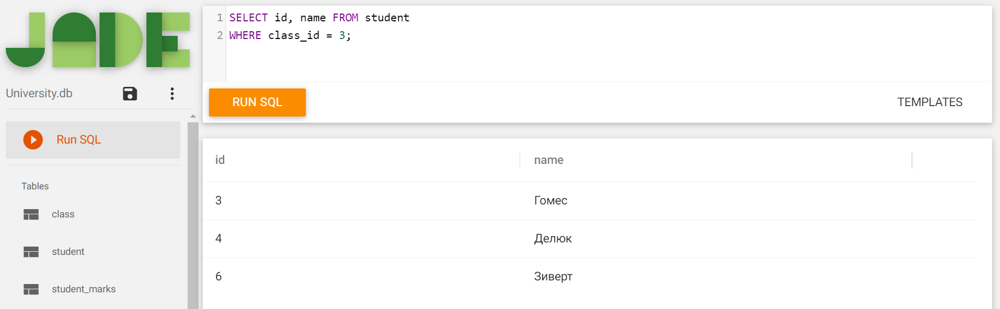 JADE
University.db
Run SQL
Tables
class
student
student_marks
1 SELECT id, name FROM student
2 WHERE class_id = 3;
RUN SQL
TEMPLATES
id name
3 Гомес
4 Делюк
6 Зиверт